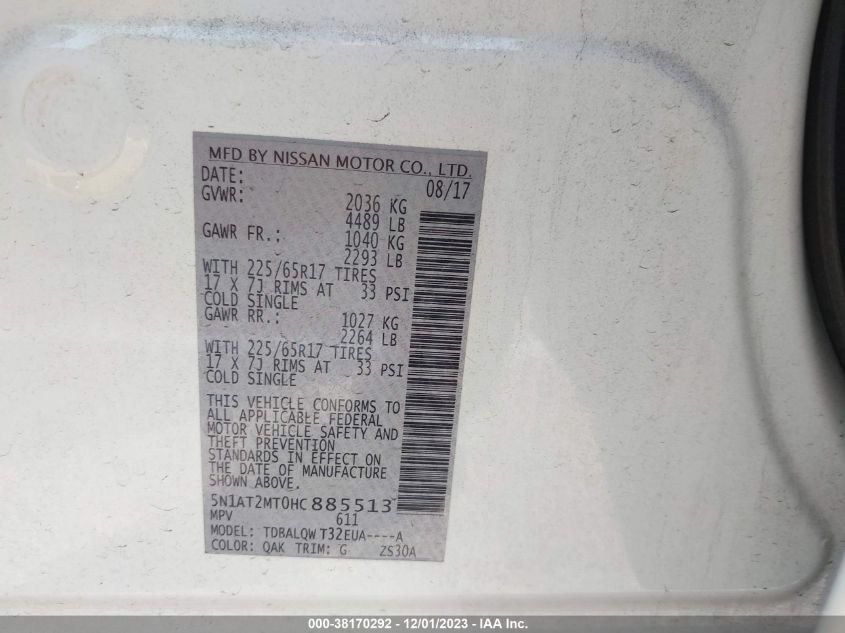 MFD BY NISSAN MOTOR CO., LTD.
DATE: 08/17
GVWR: 2036 KG
4489 LB
GAWR FR.: 1040 KG
2293 LB
WITH 225/65R17 TIRES
17 X 7J RIMS AT 33 PSI
COLD SINGLE
GAWR RR.: 1027 KG
2264 LB
WITH 225/65R17 TIRES
17 X 7J RIMS AT 33 PSI
COLD SINGLE
THIS VEHICLE CONFORMS TO
ALL APPLICABLE FEDERAL
MOTOR VEHICLE SAFETY AND
THEFT PREVENTION
STANDARDS IN EFFECT ON
THE DATE OF MANUFACTURE
SHOWN ABOVE.
5N1AT2MT0HC885513
MPV 611
MODEL: TDBALQW T32EUA----A
COLOR: QAK TRIM: G ZS30A
000-38170292 - 12/01/2023 - IAA Inc.